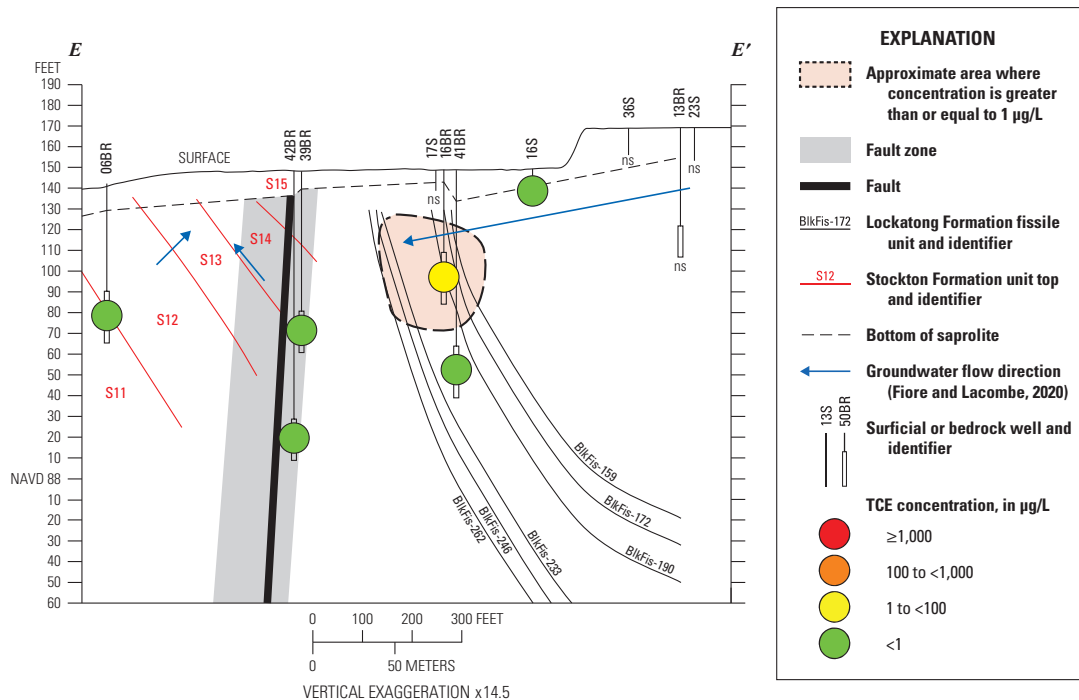 E
E′
FEET
190
180
170
160
150
140
130
120
110
100
90
80
70
60
50
40
30
20
10
NAVD 88
10
20
30
40
50
60
06BR
SURFACE
42BR
39BR
17S
16BR
41BR
16S
36S
13BR
23S
ns
ns
ns
ns
S15
S14
S13
S12
S11
BlkFis-159
BlkFis-172
BlkFis-190
BlkFis-233
BlkFis-246
BlkFis-262
0 100 200 300 FEET
0 50 METERS
VERTICAL EXAGGERATION x14.5
EXPLANATION
Approximate area where
concentration is greater
than or equal to 1 µg/L
Fault zone
Fault
BlkFis-172
Lockatong Formation fissile
unit and identifier
S12
Stockton Formation unit top
and identifier
Bottom of saprolite
Groundwater flow direction
(Fiore and Lacombe, 2020)
13S
50BR
Surficial or bedrock well and
identifier
TCE concentration, in µg/L
≥1,000
100 to <1,000
1 to <100
<1